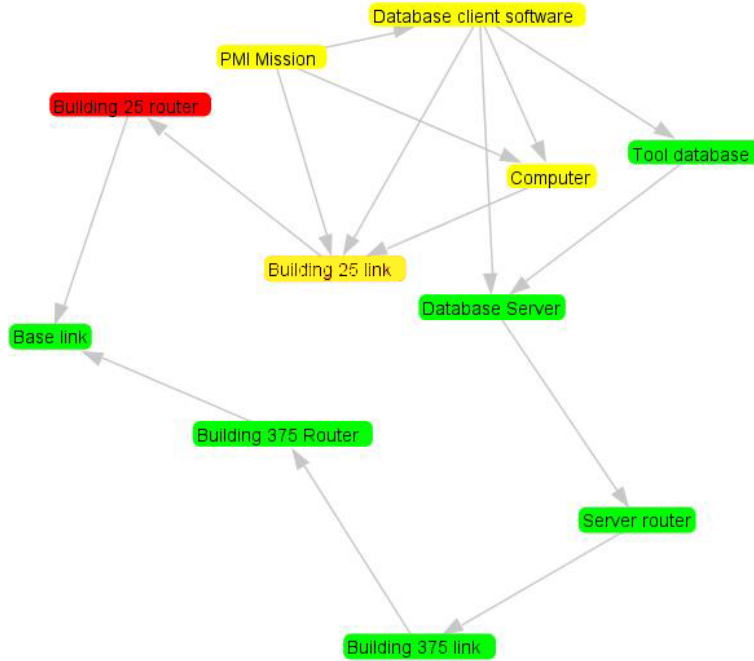 Database client software
PMI Mission
Building 25 router
Tool database
Computer
Building 25 link
Database Server
Base link
Building 375 Router
Server router
Building 375 link